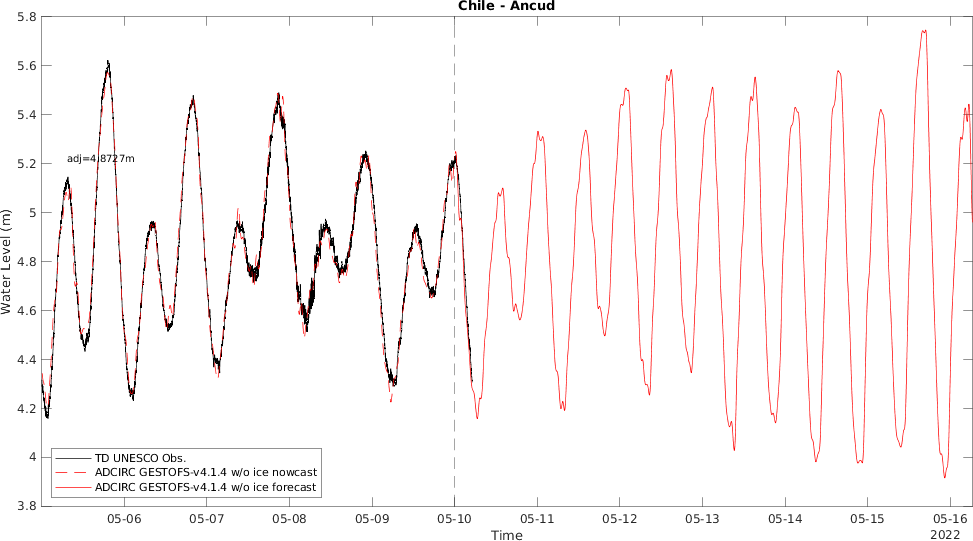 Chile - Ancud
5.8
5.6
5.4
5.2
5
4.8
4.6
4.4
4.2
4
3.8
Water Level (m)
adj=4.8727m
TD UNESCO Obs.
ADCIRC GESTOFS-v4.1.4 w/o ice nowcast
ADCIRC GESTOFS-v4.1.4 w/o ice forecast
05-06 05-07 05-08 05-09 05-10 05-11 05-12 05-13 05-14 05-15 05-16
Time
2022